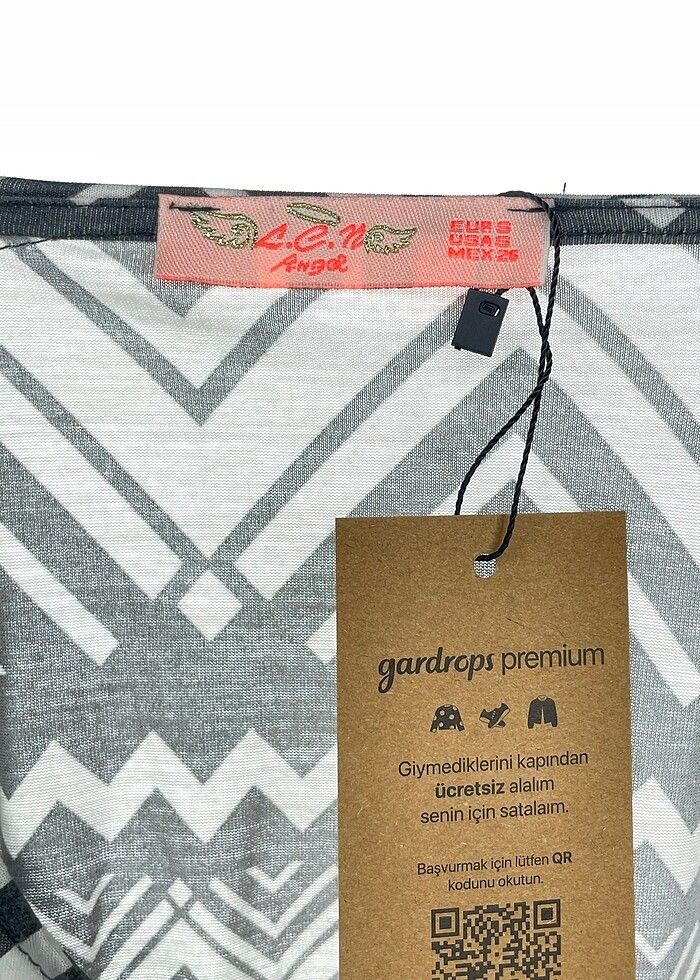 L.C.N
Angel
EUR S
USA S
MEX 26
gardrops premium
Giymediklerini kapından
ücretsiz alalım
senin için satalaım.
Başvurmak için lütfen QR
kodunu okutun.